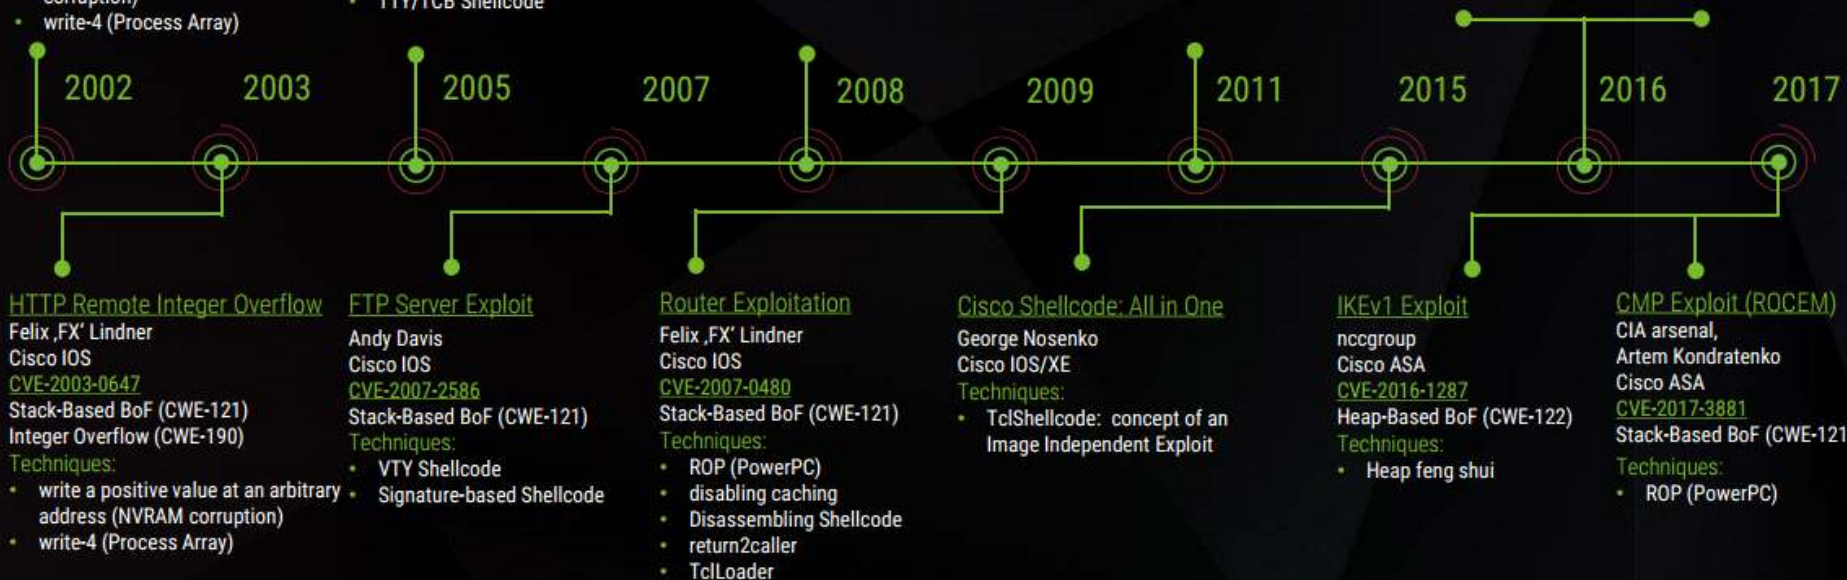 corruption)
• write-4 (Process Array)
• TTY/TCB Shellcode
2002
2003
2005
2007
2008
2009
2011
2015
2016
2017
HTTP Remote Integer Overflow
Felix ‚FX‘ Lindner
Cisco IOS
CVE-2003-0647
Stack-Based BoF (CWE-121)
Integer Overflow (CWE-190)
Techniques:
• write a positive value at an arbitrary
address (NVRAM corruption)
• write-4 (Process Array)
FTP Server Exploit
Andy Davis
Cisco IOS
CVE-2007-2586
Stack-Based BoF (CWE-121)
Techniques:
• VTY Shellcode
• Signature-based Shellcode
Router Exploitation
Felix ‚FX‘ Lindner
Cisco IOS
CVE-2007-0480
Stack-Based BoF (CWE-121)
Techniques:
• ROP (PowerPC)
• disabling caching
• Disassembling Shellcode
• return2caller
• TclLoader
Cisco Shellcode: All in One
George Nosenko
Cisco IOS/XE
Techniques:
• TclShellcode: concept of an
Image Independent Exploit
IKEv1 Exploit
nccgroup
Cisco ASA
CVE-2016-1287
Heap-Based BoF (CWE-122)
Techniques:
• Heap feng shui
CMP Exploit (ROCEM)
CIA arsenal,
Artem Kondratenko
Cisco ASA
CVE-2017-3881
Stack-Based BoF (CWE-121
Techniques:
• ROP (PowerPC)